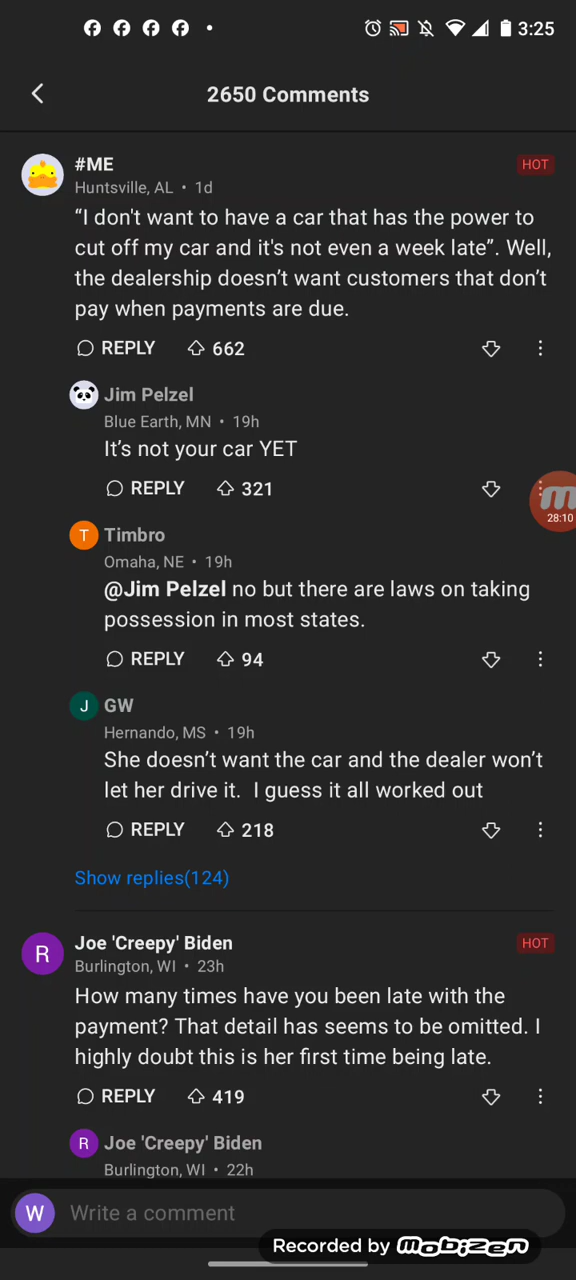 3:25
2650 Comments
#ME
HOT
Huntsville, AL • 1d
“I don't want to have a car that has the power to
cut off my car and it's not even a week late”. Well,
the dealership doesn’t want customers that don’t
pay when payments are due.
REPLY 662
Jim Pelzel
Blue Earth, MN • 19h
It’s not your car YET
REPLY 321
28:10
T
Timbro
Omaha, NE • 19h
@Jim Pelzel no but there are laws on taking
possession in most states.
REPLY 94
J
GW
Hernando, MS • 19h
She doesn’t want the car and the dealer won’t
let her drive it. I guess it all worked out
REPLY 218
Show replies(124)
R
Joe 'Creepy' Biden
HOT
Burlington, WI • 23h
How many times have you been late with the
payment? That detail has seems to be omitted. I
highly doubt this is her first time being late.
REPLY 419
R
Joe 'Creepy' Biden
Burlington, WI • 22h
W
Write a comment
Recorded by mobizen